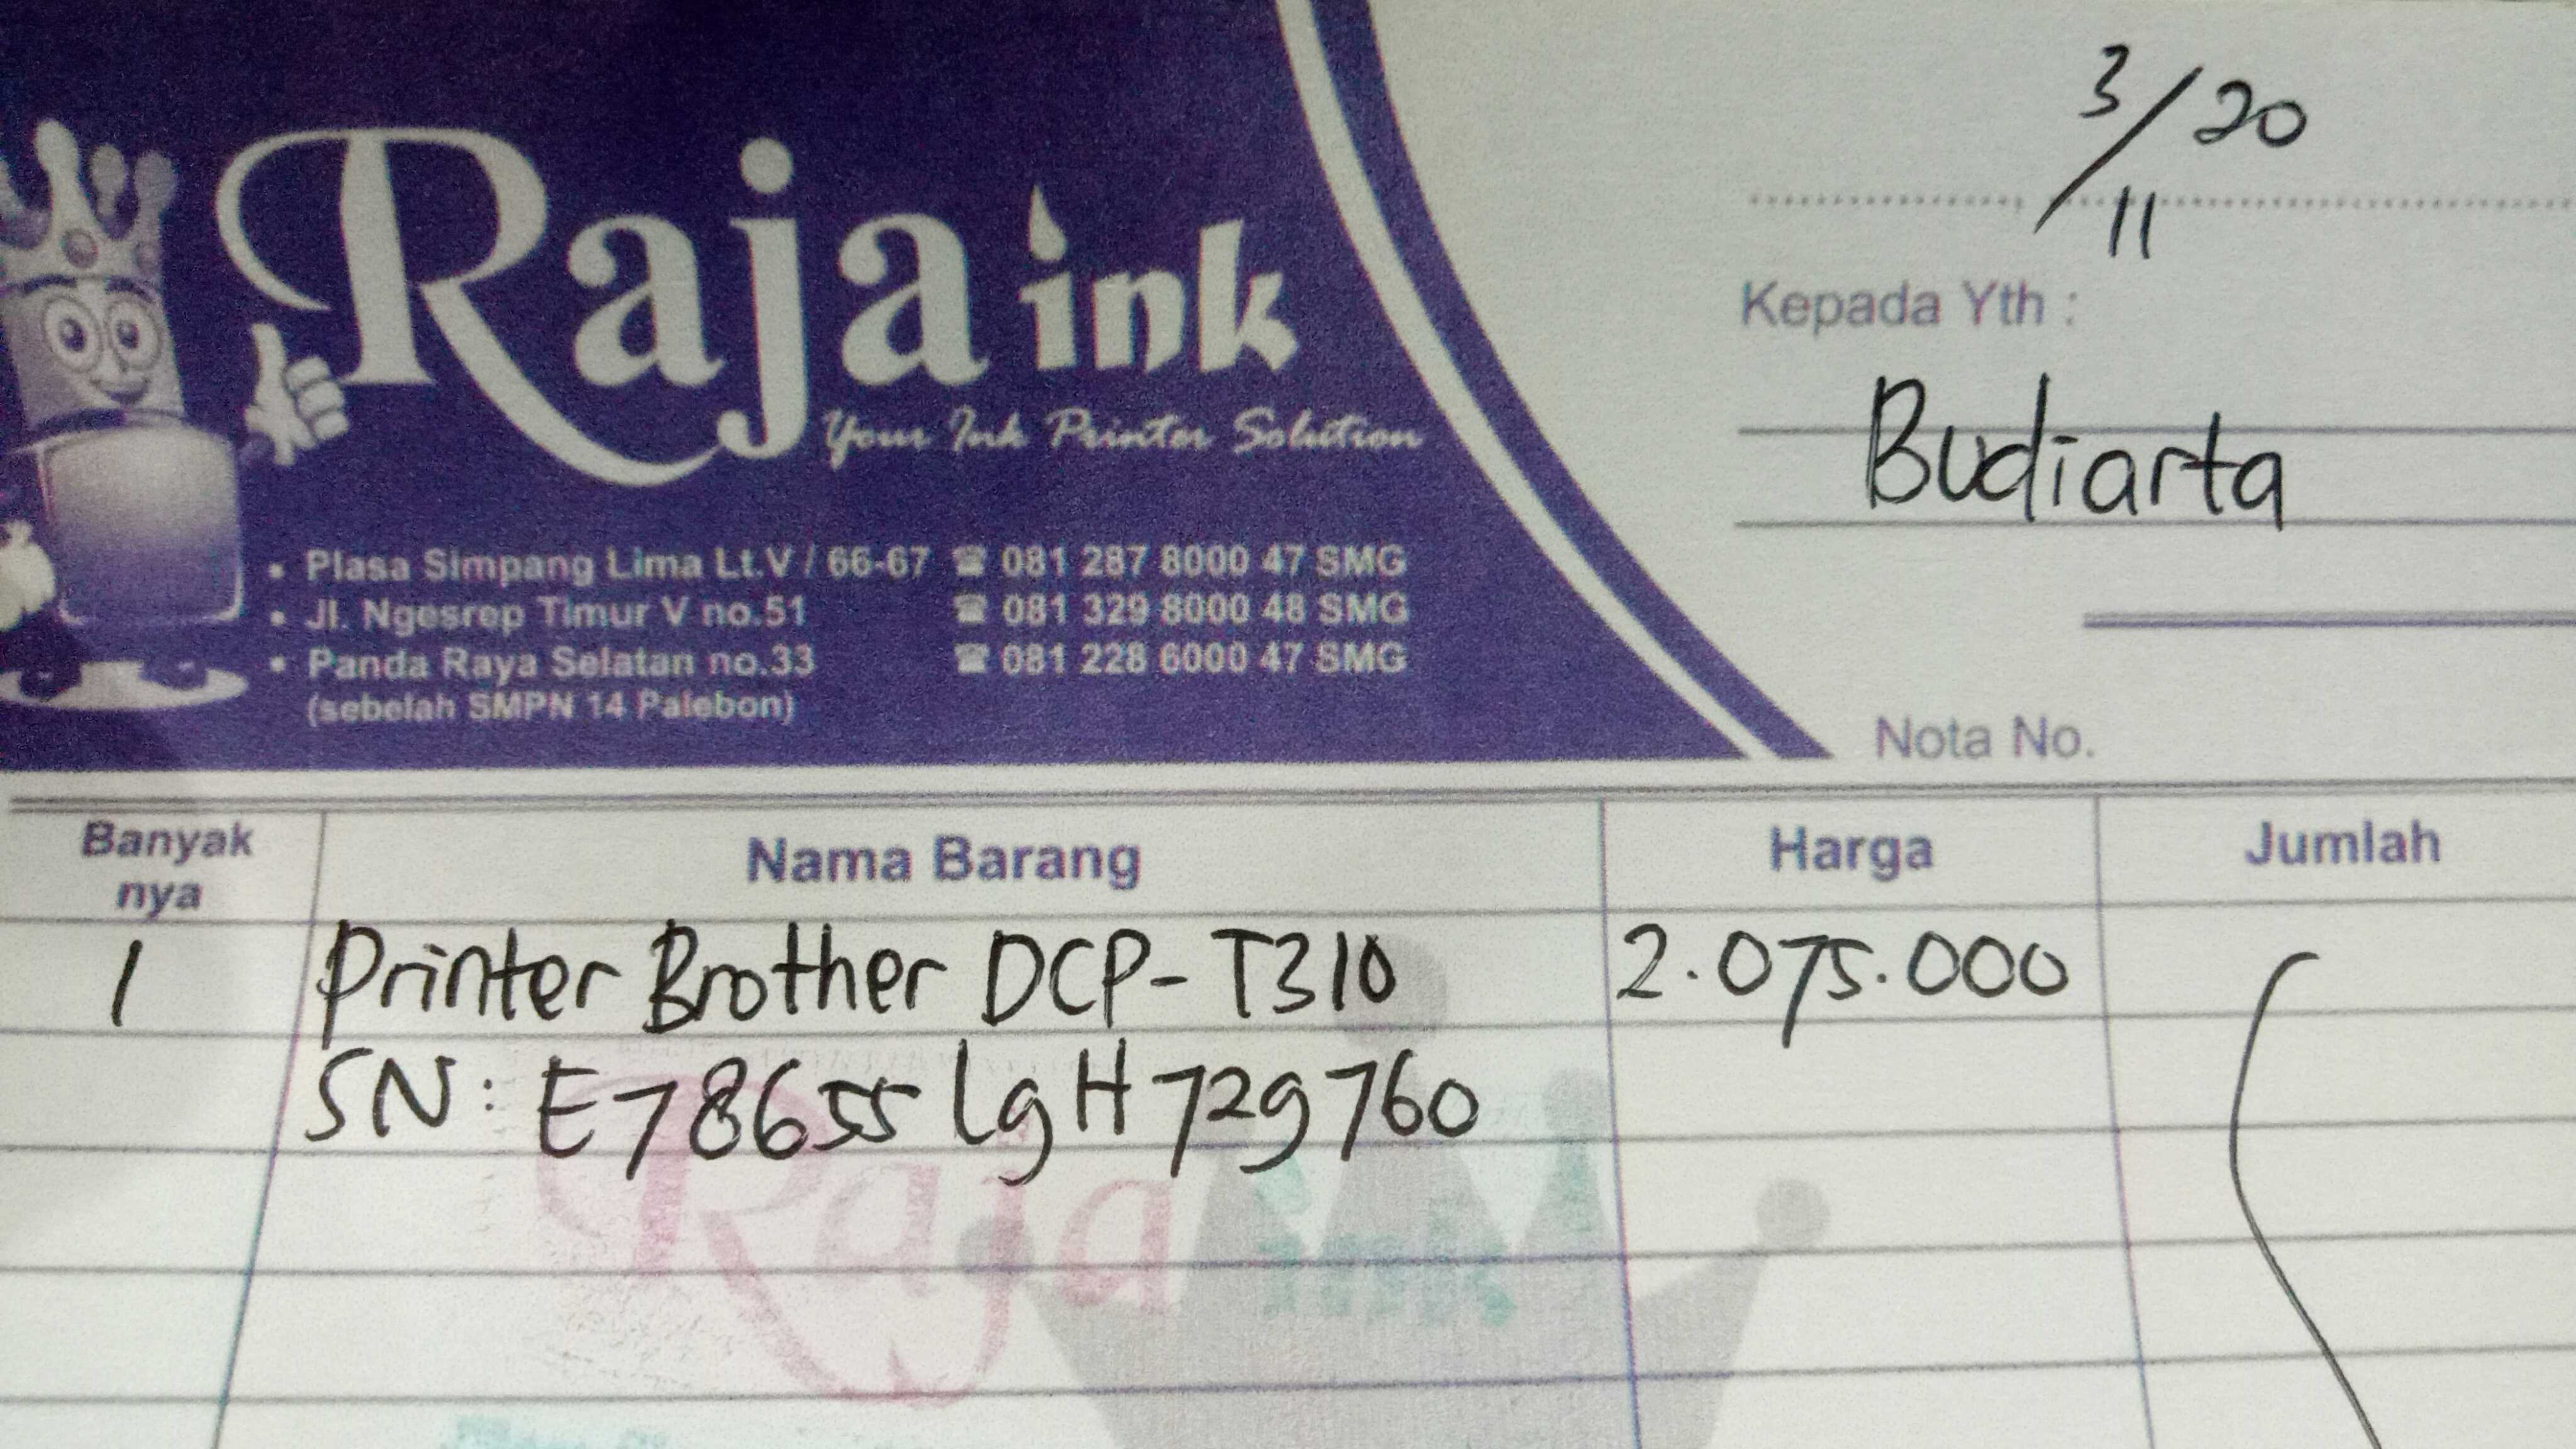 3/11 20
Raja ink
Your Ink Printer Solution
• Plasa Simpang Lima Lt.V / 66-67 ☎ 081 287 8000 47 SMG
• Jl. Ngesrep Timur V no.51 ☎ 081 329 8000 48 SMG
• Panda Raya Selatan no.33 ☎ 081 228 6000 47 SMG
(sebelah SMPN 14 Palebon)
Kepada Yth :
Budiarta
Nota No.
Banyak nya Nama Barang Harga Jumlah
1 Printer Brother DCP-T310 2.075.000
SN: E78655 L9H729760
Raja